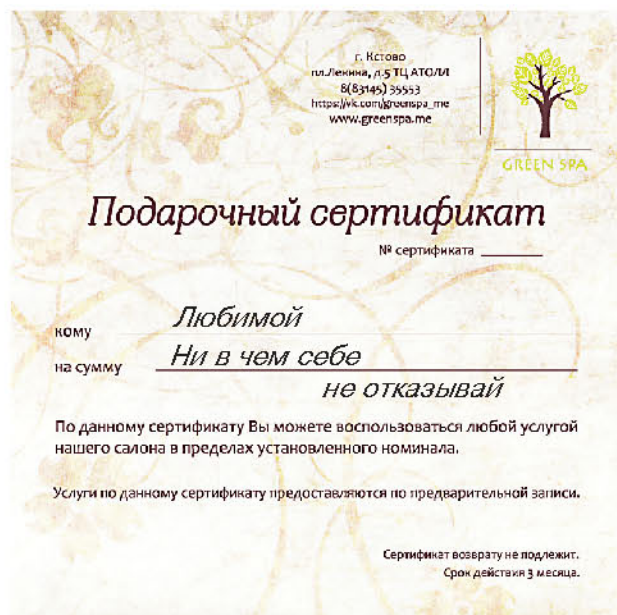 г. Кстово
пл.Ленина, д.5 ТЦ АТОЛЛ
8(83145) 35553
https://vk.com/greenspa_me
www.greenspa.me
GREEN SPA
Подарочный сертификат
№ сертификата
кому Любимой
на сумму Ни в чем себе
не отказывай
По данному сертификату Вы можете воспользоваться любой услугой
нашего салона в пределах установленного номинала.
Услуги по данному сертификату предоставляются по предварительной записи.
Сертификат возврату не подлежит.
Срок действия 3 месяца.